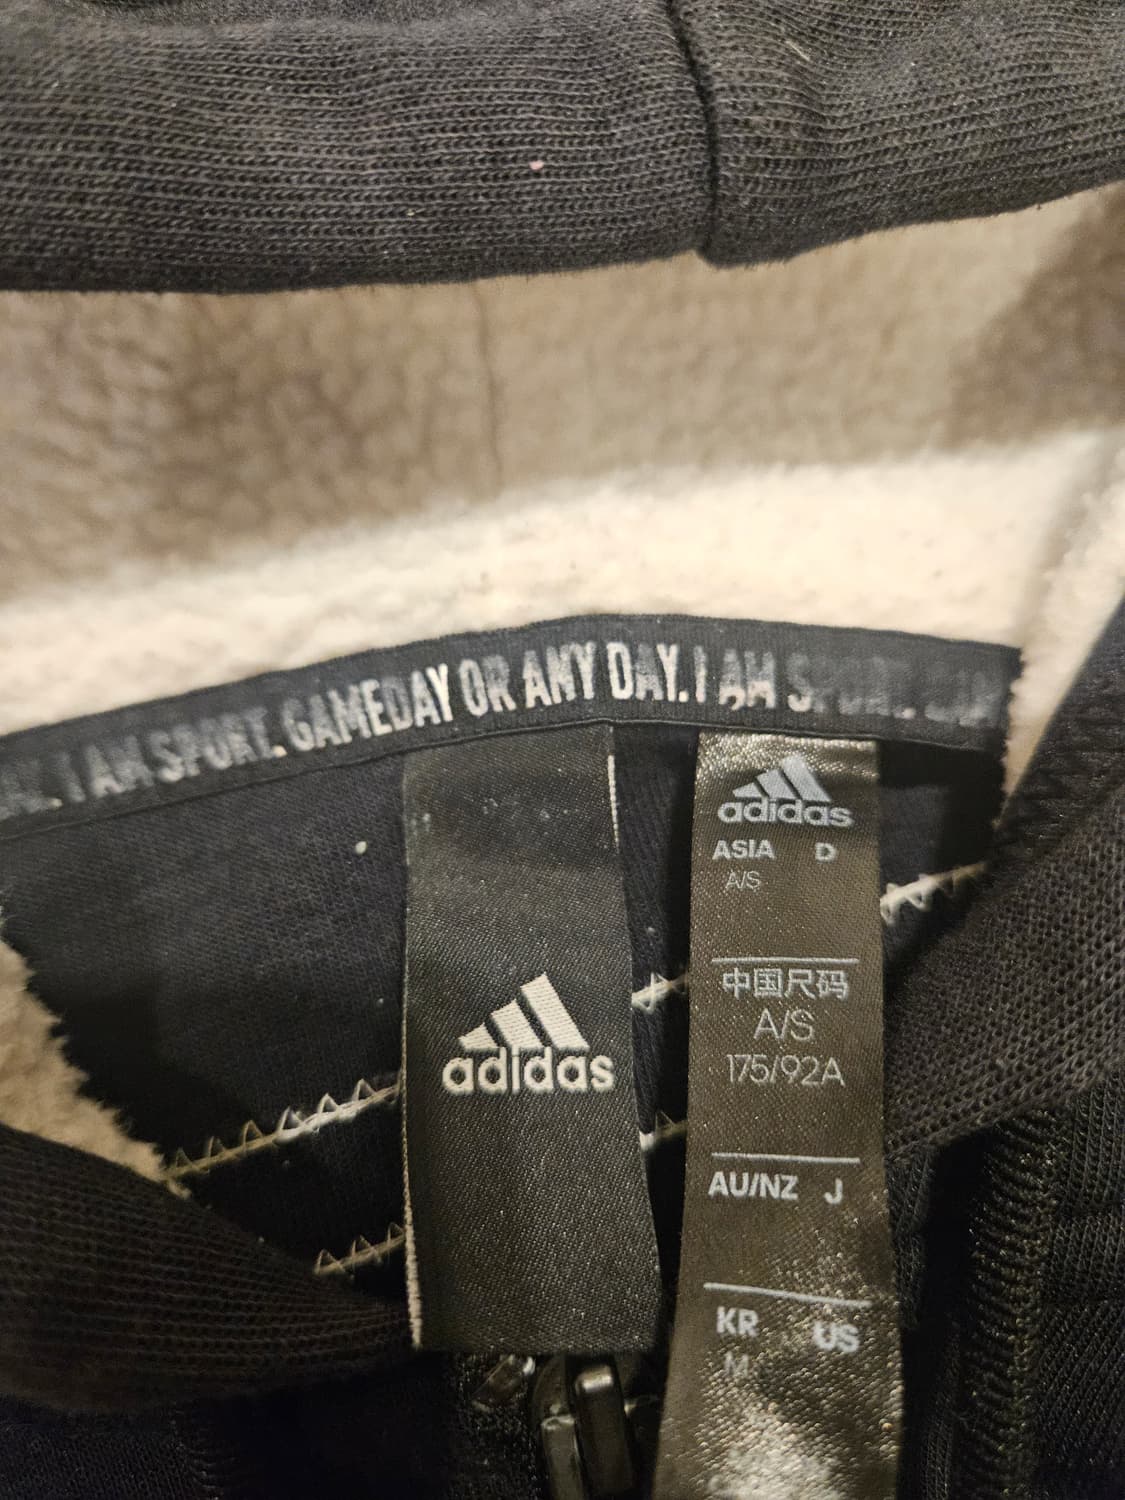 I AM SPORT. GAMEDAY OR ANY DAY. I AM SPORT.
adidas
adidas
ASIA D
A/S
中国尺码
A/S
175/92A
AU/NZ J
KR US
M